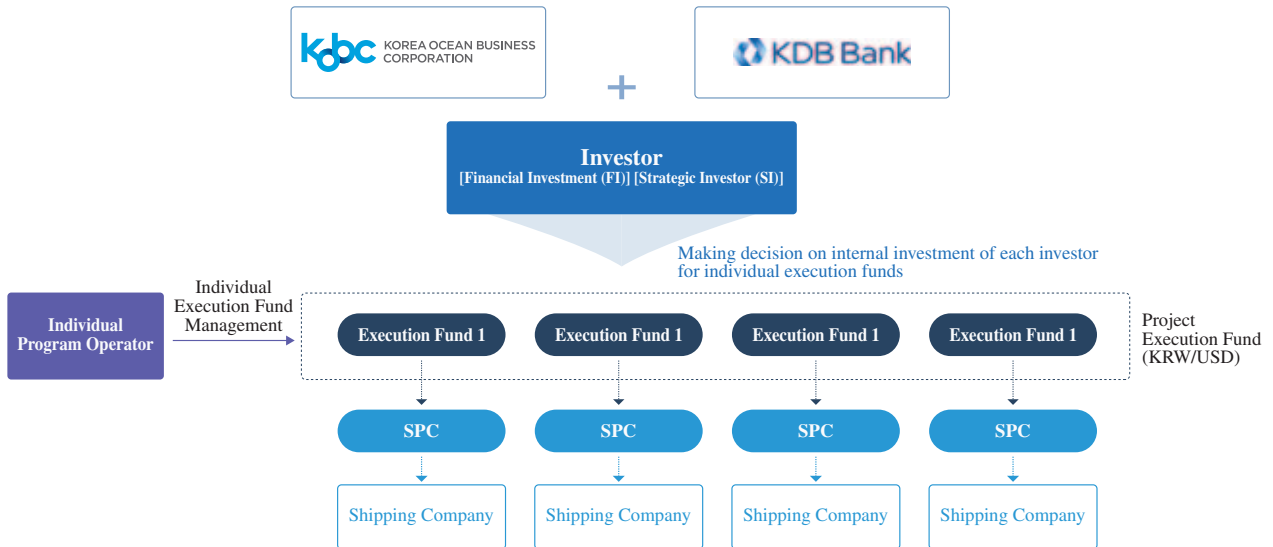 kobc KOREA OCEAN BUSINESS
CORPORATION
KDB Bank
+
Investor
[Financial Investment (FI)] [Strategic Investor (SI)]
Making decision on internal investment of each investor
for individual execution funds
Individual
Program Operator
Individual
Execution Fund
Management
Execution Fund 1
Execution Fund 1
Execution Fund 1
Execution Fund 1
Project
Execution Fund
(KRW/USD)
SPC
SPC
SPC
SPC
Shipping Company
Shipping Company
Shipping Company
Shipping Company